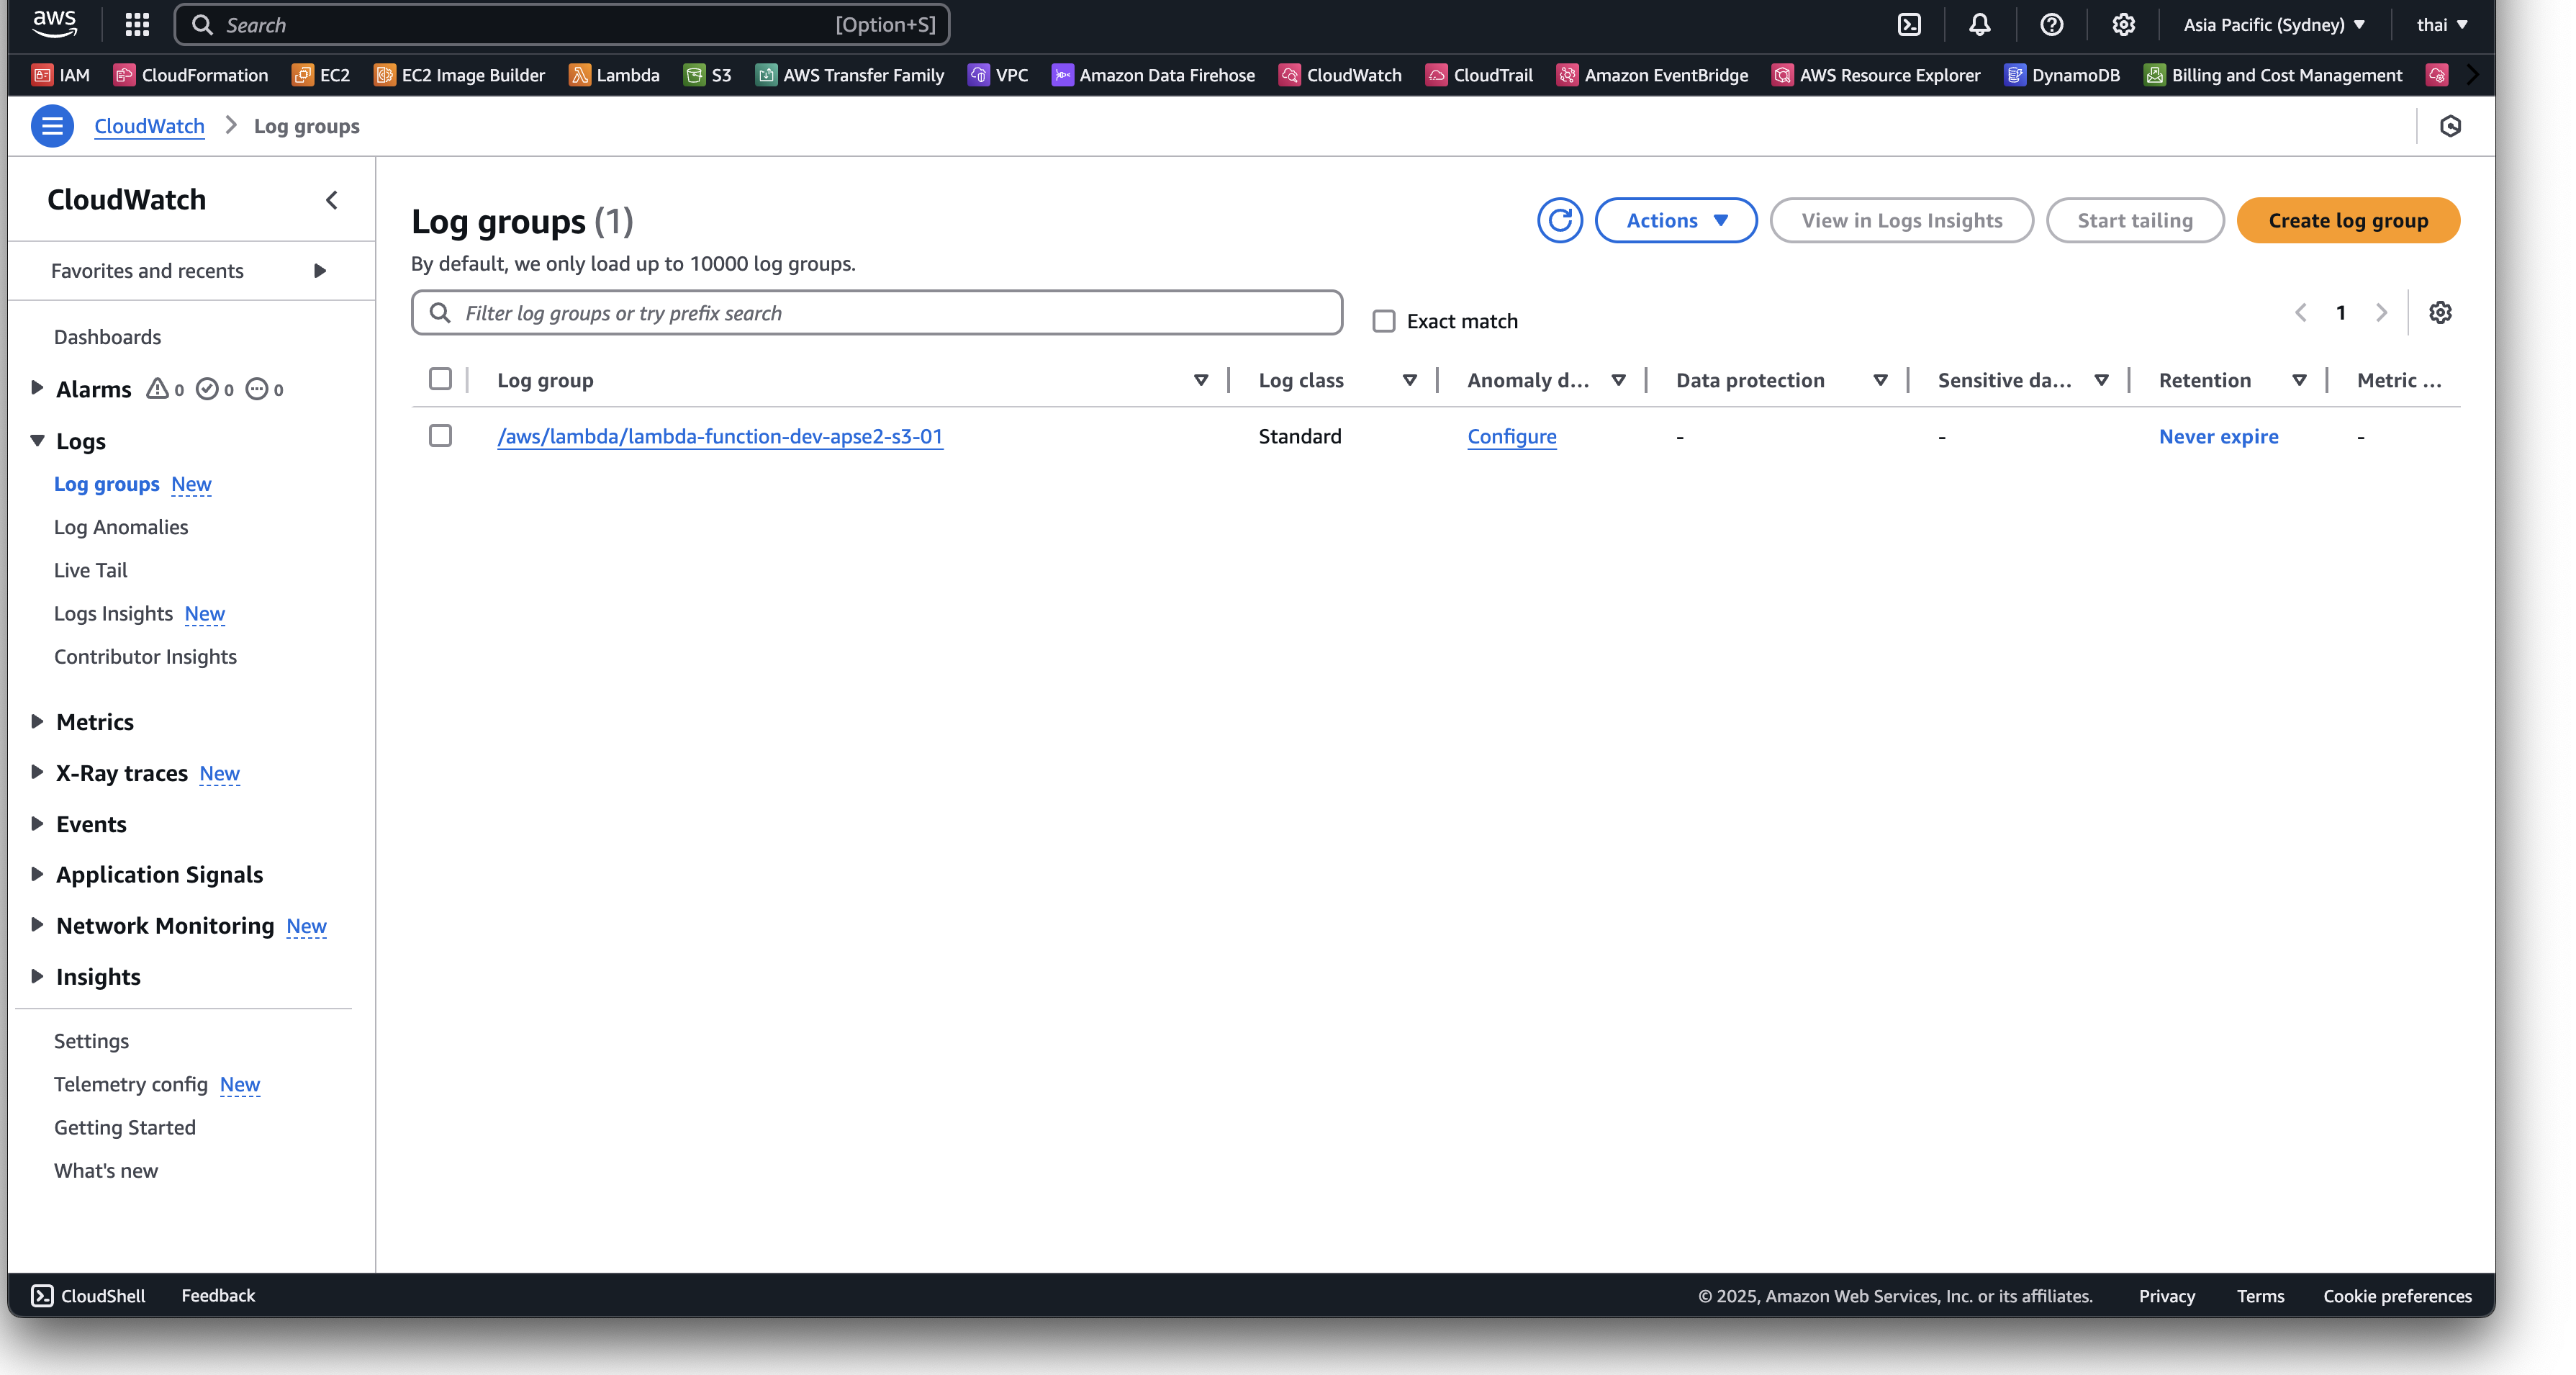 aws Search [Option+S] Asia Pacific (Sydney) thai
IAM CloudFormation EC2 EC2 Image Builder Lambda S3 AWS Transfer Family VPC Amazon Data Firehose CloudWatch CloudTrail Amazon EventBridge AWS Resource Explorer DynamoDB Billing and Cost Management
CloudWatch Log groups
CloudWatch
Favorites and recents
Dashboards
Alarms 0 0 0
Logs
Log groups New
Log Anomalies
Live Tail
Logs Insights New
Contributor Insights
Metrics
X-Ray traces New
Events
Application Signals
Network Monitoring New
Insights
Settings
Telemetry config New
Getting Started
What's new
Log groups (1)
Actions View in Logs Insights Start tailing Create log group
By default, we only load up to 10000 log groups.
Filter log groups or try prefix search Exact match 1
Log group Log class Anomaly d... Data protection Sensitive da... Retention Metric ...
/aws/lambda/lambda-function-dev-apse2-s3-01 Standard Configure - - Never expire -
CloudShell Feedback © 2025, Amazon Web Services, Inc. or its affiliates. Privacy Terms Cookie preferences